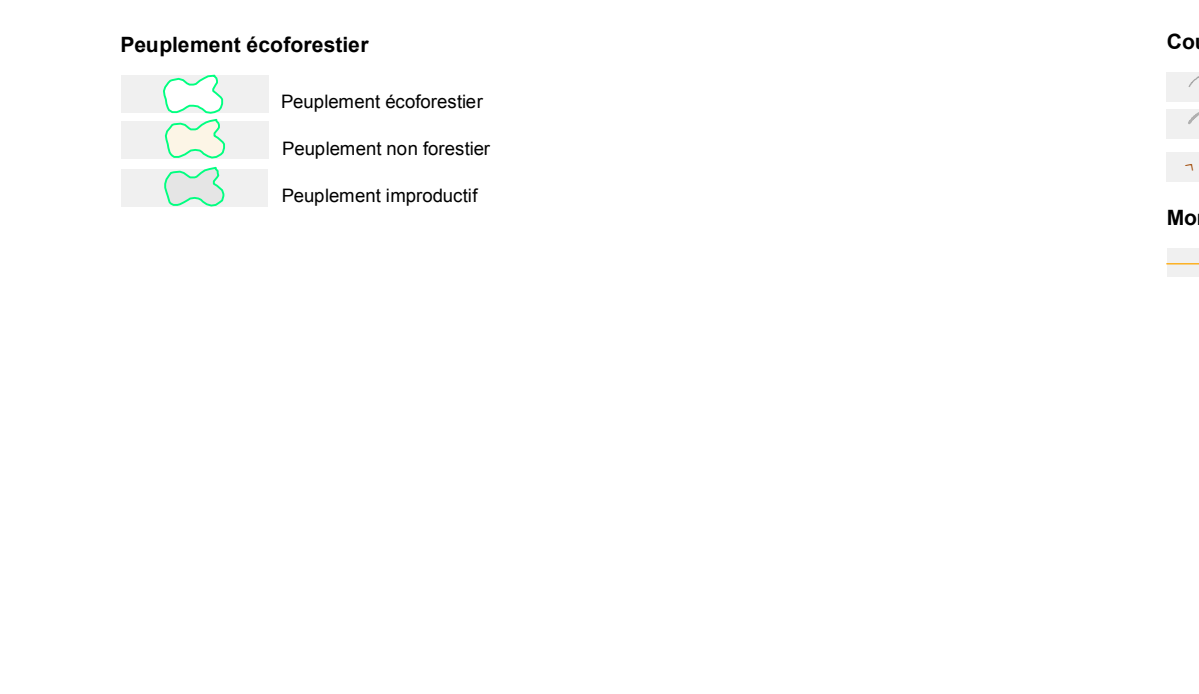 Peuplement écoforestier
Peuplement écoforestier
Peuplement non forestier
Peuplement improductif